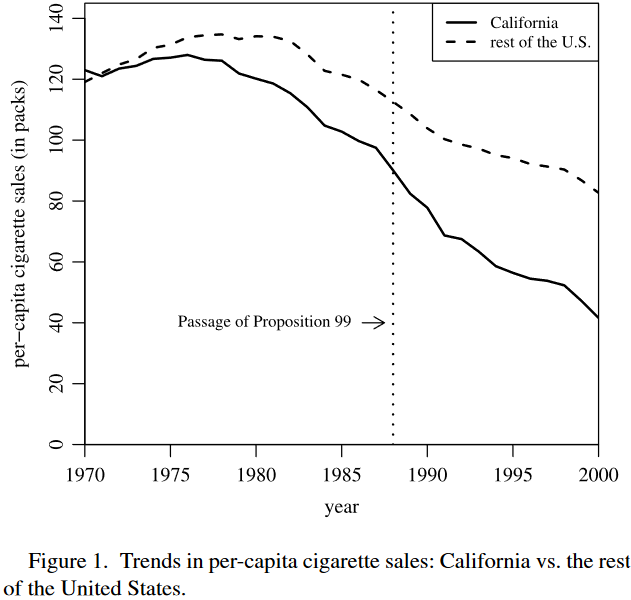 140
120
100
80
60
40
20
0
per−capita cigarette sales (in packs)
California
rest of the U.S.
Passage of Proposition 99
1970 1975 1980 1985 1990 1995 2000
year
Figure 1. Trends in per-capita cigarette sales: California vs. the rest
of the United States.